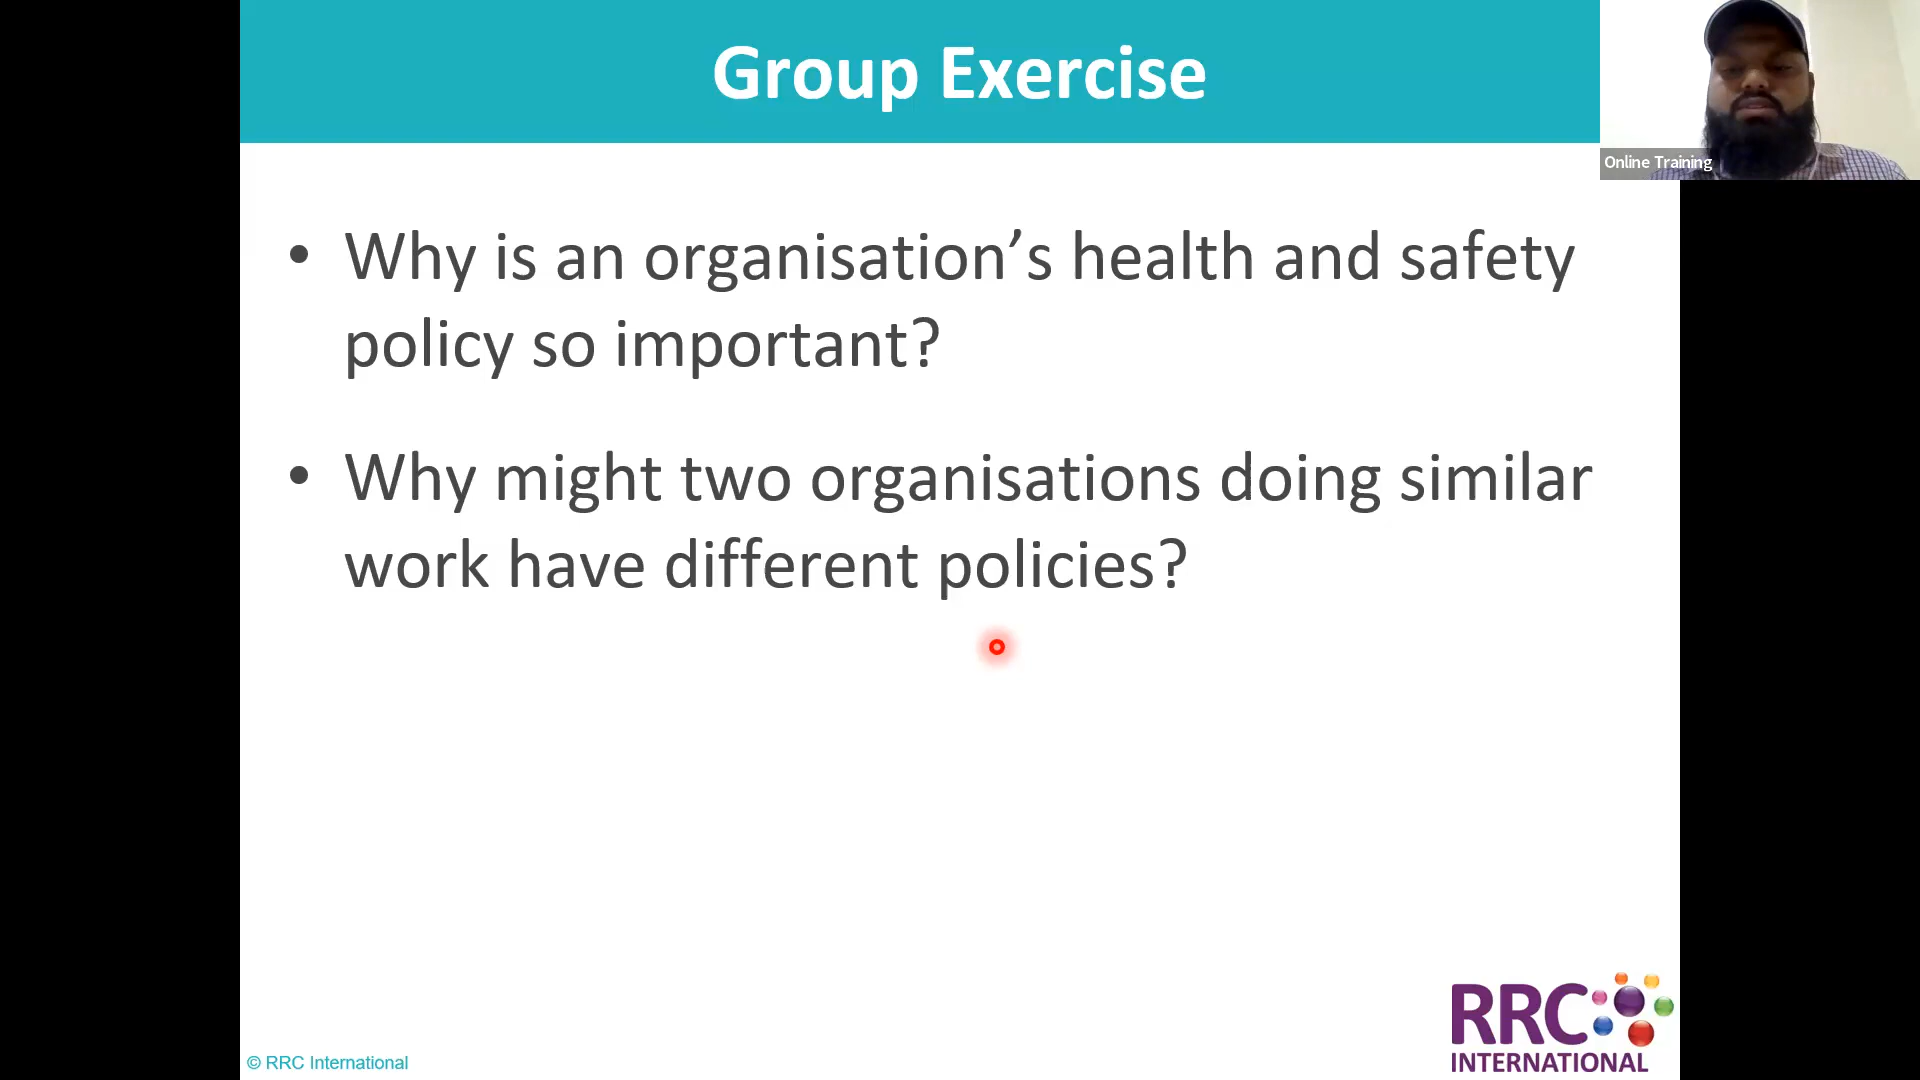 Group Exercise
Online Training
• Why is an organisation’s health and safety
policy so important?
• Why might two organisations doing similar
work have different policies?
RRC
INTERNATIONAL
© RRC International